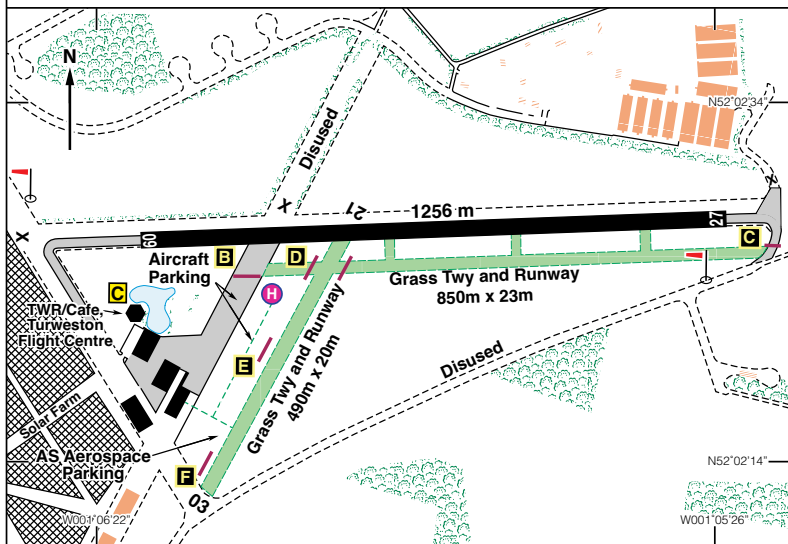 N
N52°02'34"
Disused
X
X
21
1256 m
X
09
27
B
D
C
Aircraft
Parking
Grass Twy and Runway
850m x 23m
C
H
TWR/Cafe,
Turweston
Flight Centre
Grass Twy and Runway
490m x 20m
E
Disused
Solar Farm
AS Aerospace
Parking
F
N52°02'14"
03
W001°06'22"
W001°05'26"